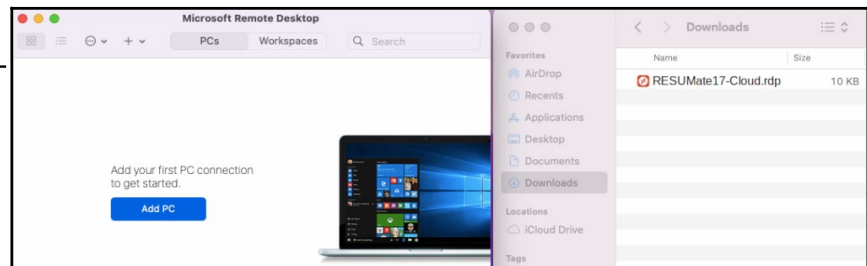 Microsoft Remote Desktop
PCs
Workspaces
Search
Add your first PC connection
to get started.
Add PC
Downloads
Favorites
AirDrop
Recents
Applications
Desktop
Documents
Downloads
Locations
iCloud Drive
Tags
Name
Size
RESUMate17-Cloud.rdp
10 KB